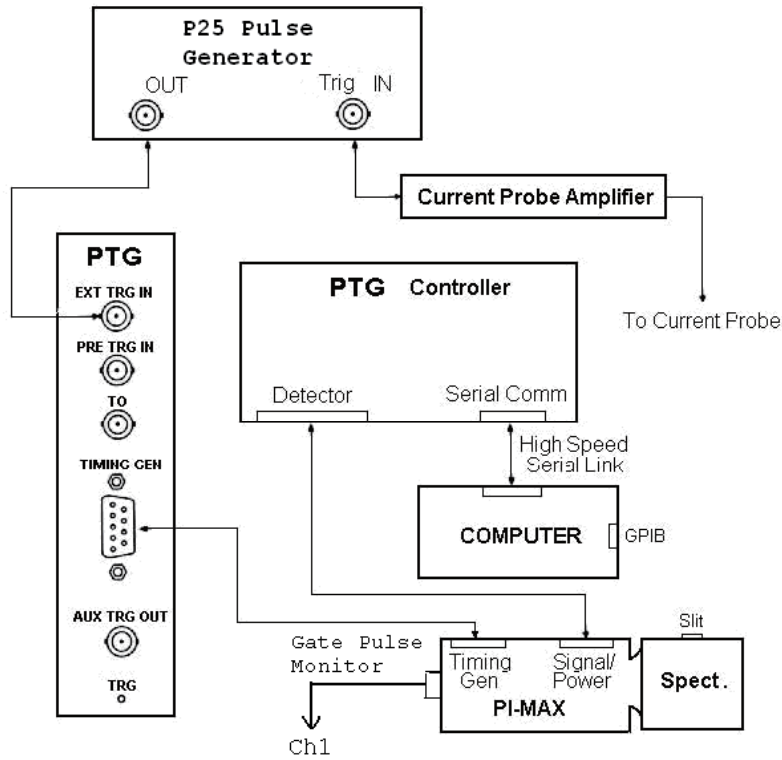 P25 Pulse
Generator
OUT
Trig IN
Current Probe Amplifier
To Current Probe
PTG
EXT TRG IN
PRE TRG IN
TO
TIMING GEN
AUX TRG OUT
TRG
PTG Controller
Detector
Serial Comm
High Speed
Serial Link
COMPUTER
GPIB
Gate Pulse
Monitor
Ch1
Timing
Gen
Signal/
Power
PI-MAX
Slit
Spect.